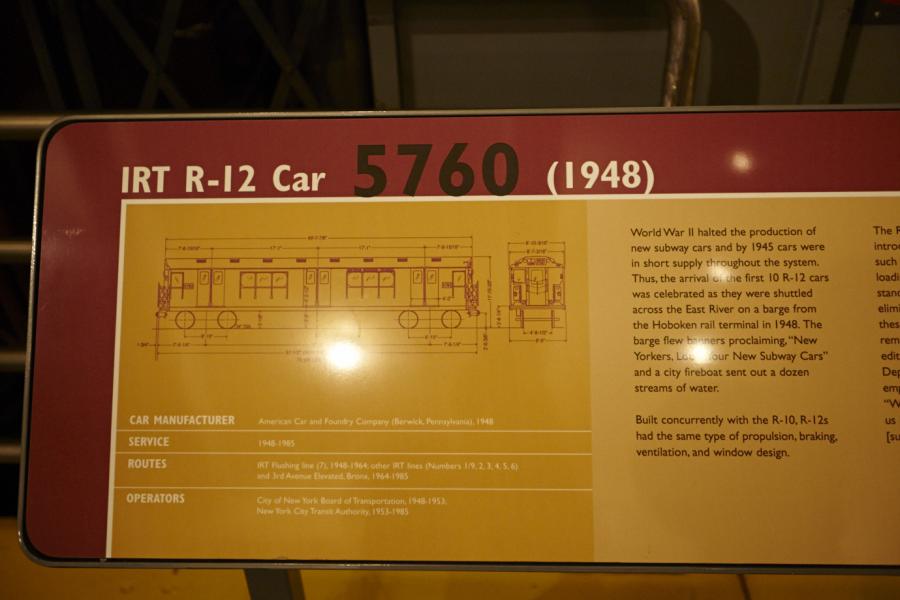 IRT R-12 Car 5760 (1948)
World War II halted the production of
new subway cars and by 1945 cars were
in short supply throughout the system.
Thus, the arrival of the first 10 R-12 cars
was celebrated as they were shuttled
across the East River on a barge from
the Hoboken rail terminal in 1948. The
barge flew banners proclaiming, "New
Yorkers, Your New Subway Cars"
and a city fireboat sent out a dozen
streams of water.
Built concurrently with the R-10, R-12s
had the same type of propulsion, braking,
ventilation, and window design.
CAR MANUFACTURER American Car and Foundry Company (Berwick, Pennsylvania), 1948
SERVICE 1948-1985
ROUTES IRT Flushing line (7), 1948-1964; other IRT lines (Numbers 1/9, 2, 3, 4, 5, 6)
and 3rd Avenue Elevated, Bronx, 1964-1985
OPERATORS City of New York Board of Transportation, 1948-1953;
New York City Transit Authority, 1953-1985
The
such
us